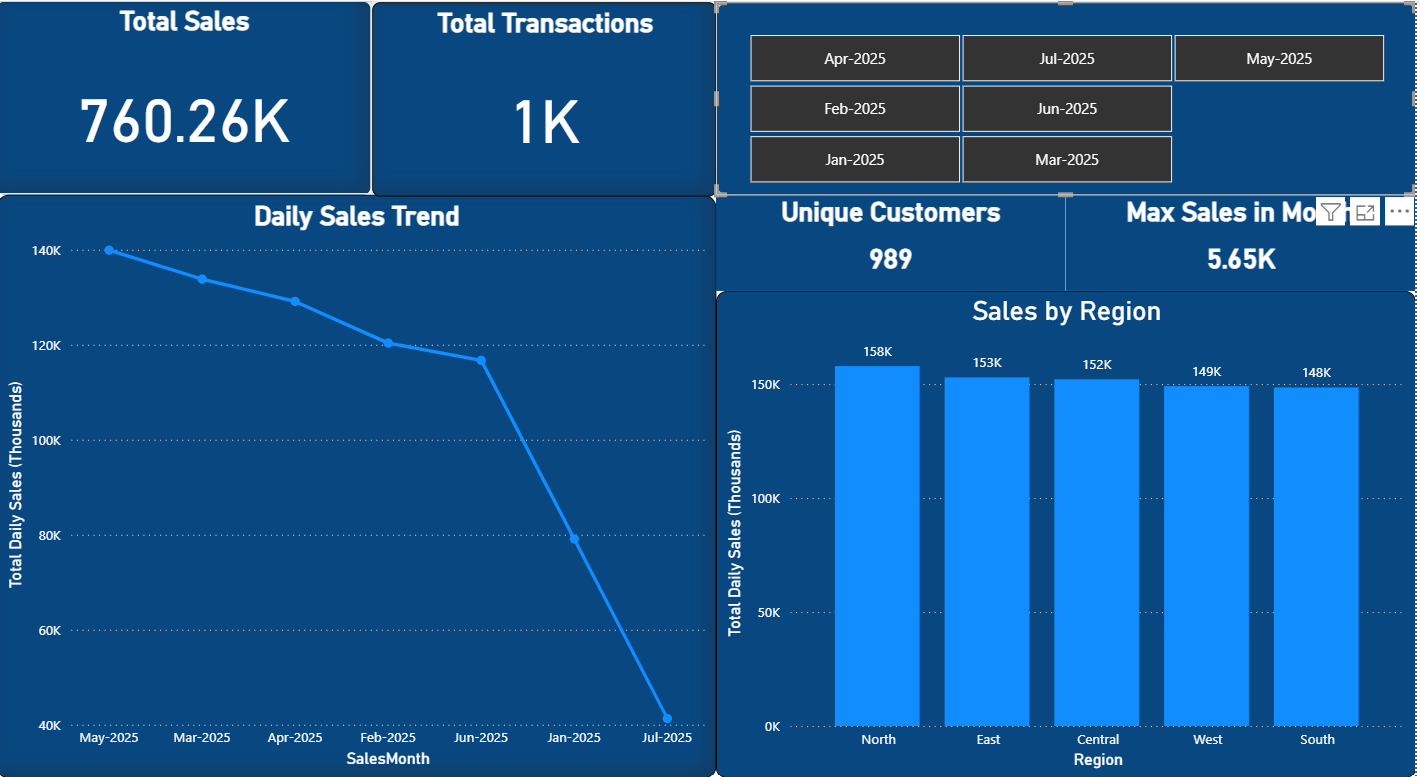 Total Sales
760.26K
Total Transactions
1K
Apr-2025
Jul-2025
May-2025
Feb-2025
Jun-2025
Jan-2025
Mar-2025
Unique Customers
989
Max Sales in
5.65K
Daily Sales Trend
Total Daily Sales (Thousands)
140K
120K
100K
80K
60K
40K
May-2025
Mar-2025
Apr-2025
Feb-2025
Jun-2025
Jan-2025
Jul-2025
SalesMonth
Sales by Region
Total Daily Sales (Thousands)
150K
100K
50K
0K
158K
153K
152K
149K
148K
North
East
Central
West
South
Region